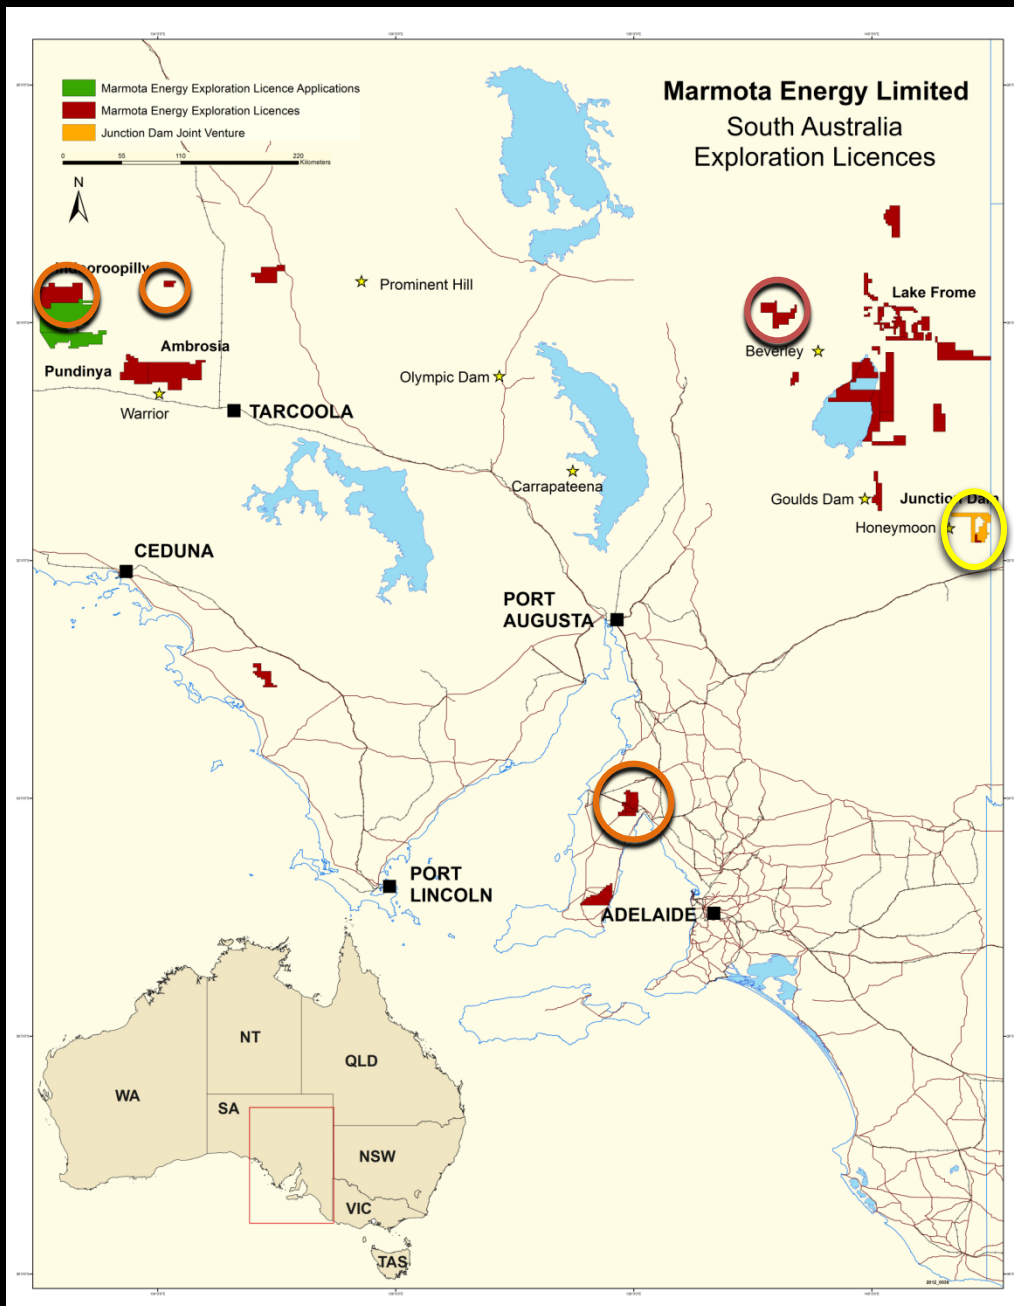 Marmota Energy Exploration Licence Applications
Marmota Energy Exploration Licences
Junction Dam Joint Venture
0 55 110 220
Kilometers
N
Marmota Energy Limited
South Australia
Exploration Licences
Prominent Hill
Lake Frome
Beverley
Ambrosia
Pundinya
Warrior
TARCOOLA
Olympic Dam
Carrapateena
Goulds Dam
Junction Dam
Honeymoon
CEDUNA
PORT
AUGUSTA
PORT
LINCOLN
ADELAIDE
NT
QLD
WA
SA
NSW
VIC
TAS